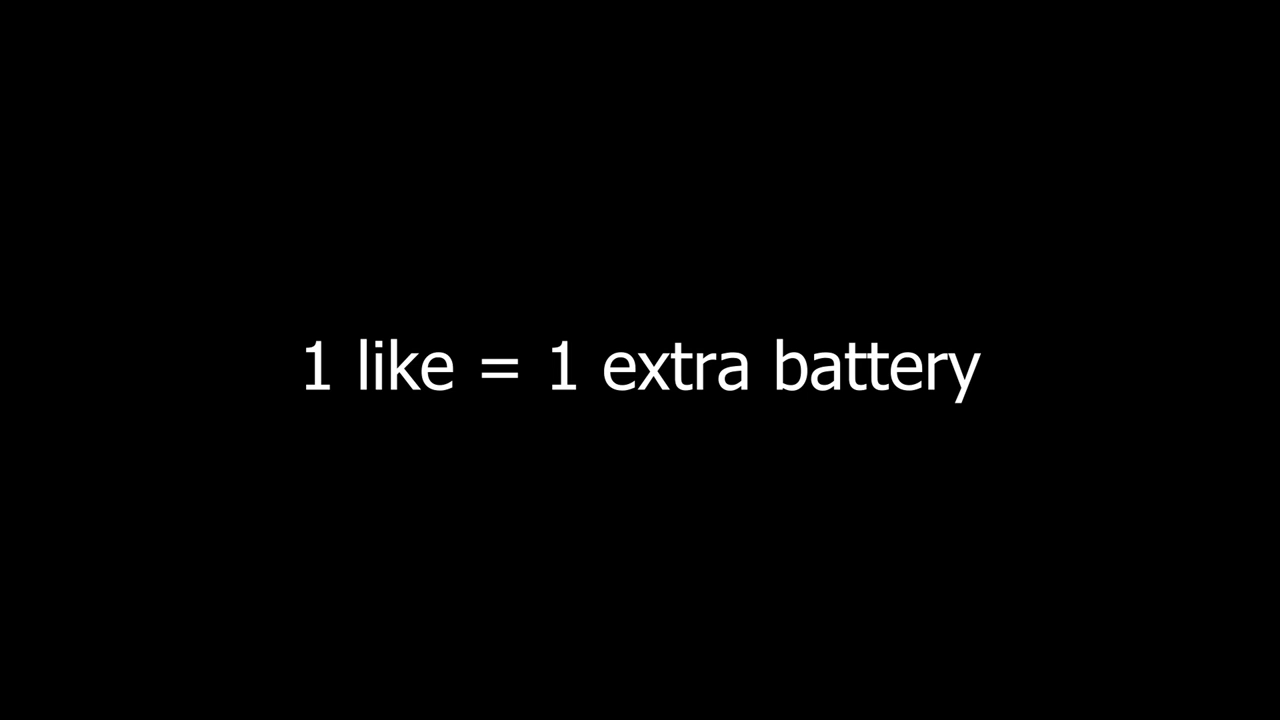 1 like = 1 extra battery